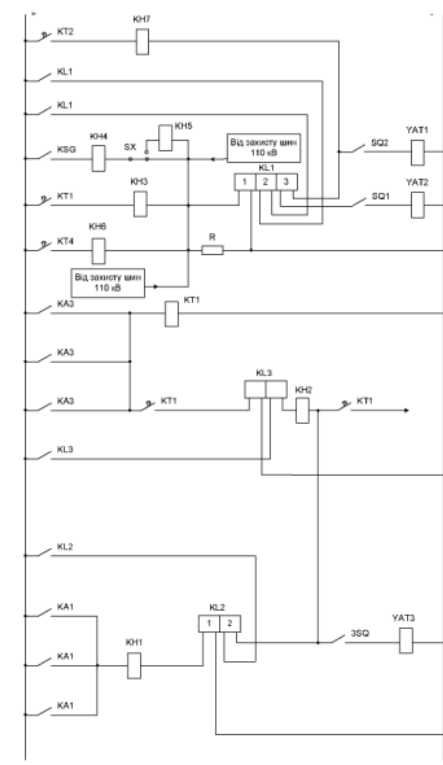 KH7
KT2
KL1
KL1
KH5
KH4
SX
KSG
Від захисту шин
110 кВ
SQ2
YAT1
KL1
1 2 3
KT1
KH3
SQ1
YAT2
KH6
KT4
R
Від захисту шин
110 кВ
KA3
KT1
KA3
KL3
KA3
KT1
KH2
KT1
KL3
KL2
KA1
KL2
1 2
YAT3
3SQ
KH1
KA1
KA1